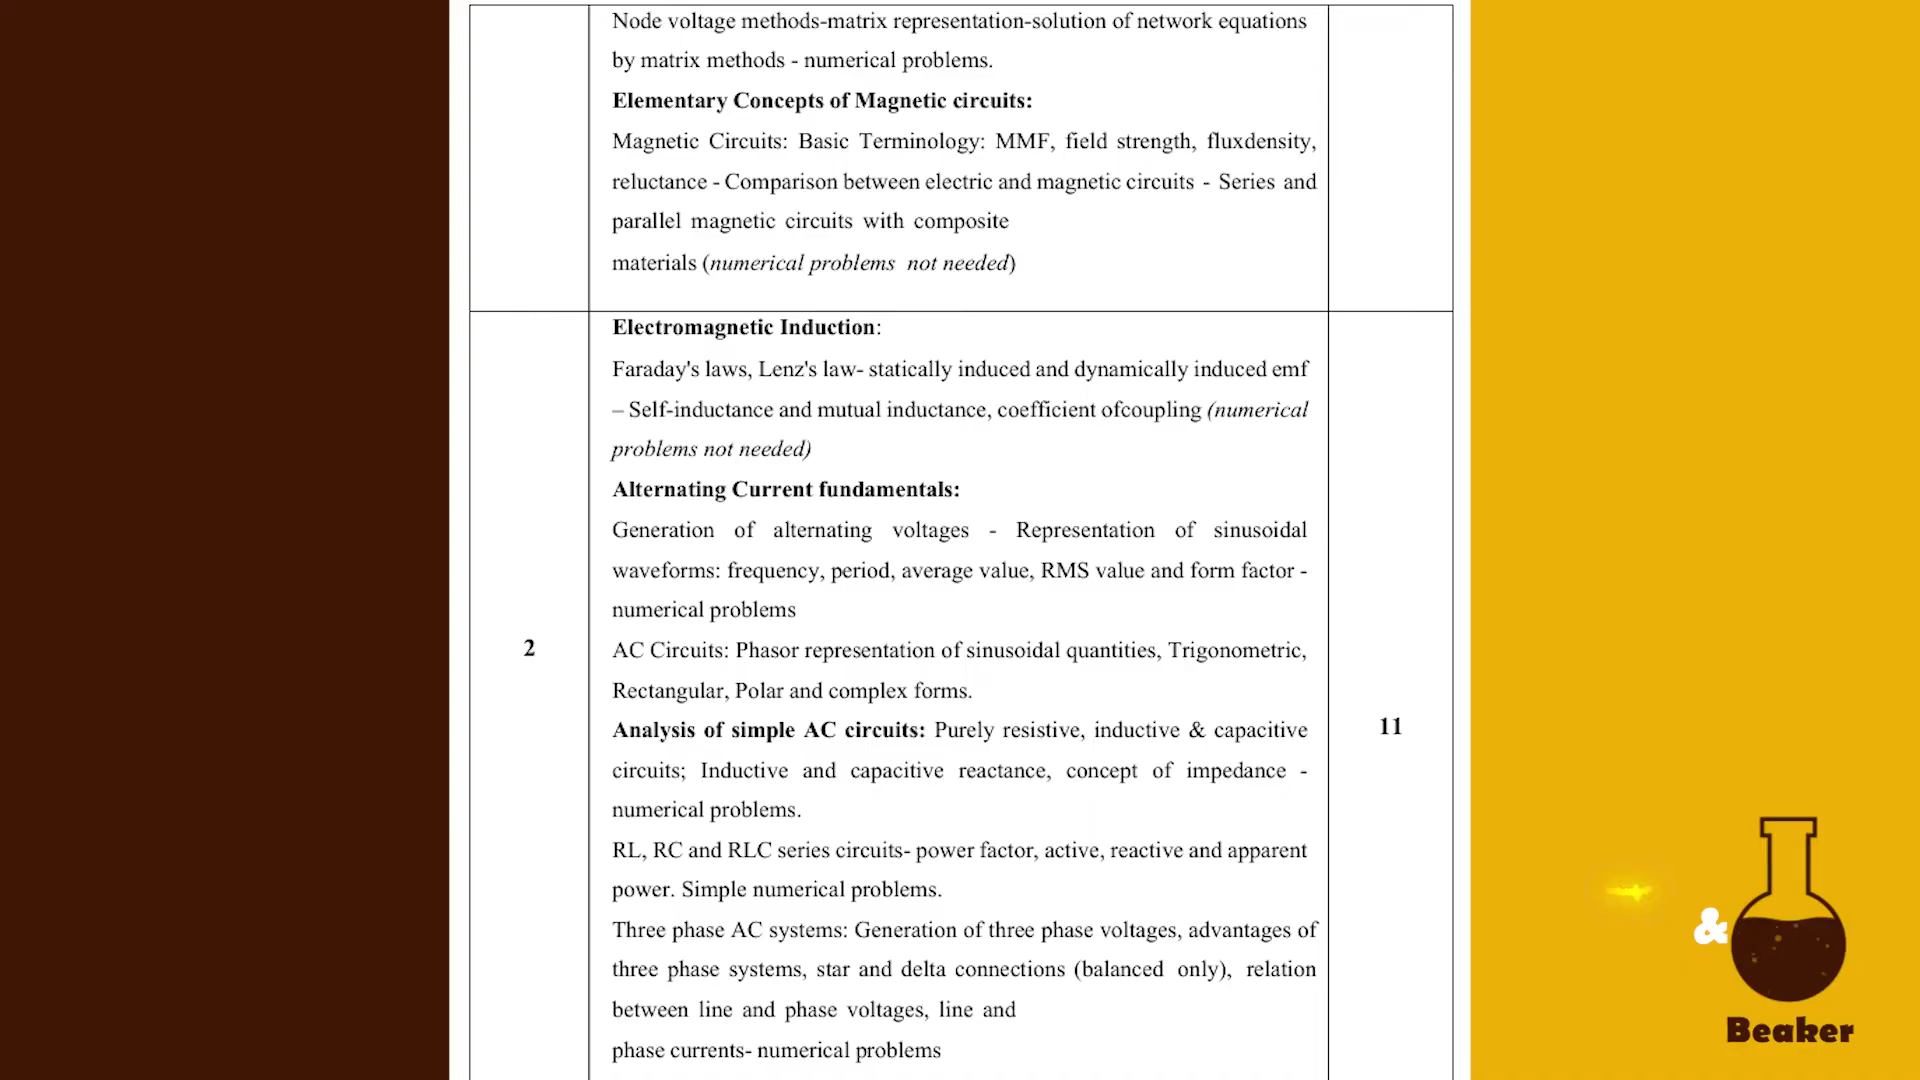 Node voltage methods-matrix representation-solution of network equations
by matrix methods - numerical problems.
Elementary Concepts of Magnetic circuits:
Magnetic Circuits: Basic Terminology: MMF, field strength, fluxdensity,
reluctance - Comparison between electric and magnetic circuits - Series and
parallel magnetic circuits with composite
materials (numerical problems not needed)
Electromagnetic Induction:
Faraday's laws, Lenz's law- statically induced and dynamically induced emf
– Self-inductance and mutual inductance, coefficient ofcoupling (numerical
problems not needed)
Alternating Current fundamentals:
Generation of alternating voltages - Representation of sinusoidal
waveforms: frequency, period, average value, RMS value and form factor -
numerical problems
2
AC Circuits: Phasor representation of sinusoidal quantities, Trigonometric,
Rectangular, Polar and complex forms.
Analysis of simple AC circuits: Purely resistive, inductive & capacitive
11
circuits; Inductive and capacitive reactance, concept of impedance -
numerical problems.
RL, RC and RLC series circuits- power factor, active, reactive and apparent
power. Simple numerical problems.
Three phase AC systems: Generation of three phase voltages, advantages of
three phase systems, star and delta connections (balanced only), relation
between line and phase voltages, line and
phase currents- numerical problems
&
Beaker